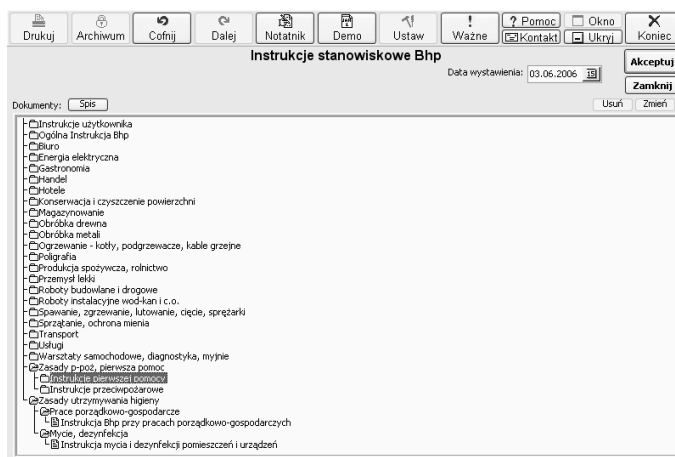 Drukuj Archiwum Cofnij Dalej Notatnik Demo Ustaw Ważne ? Pomoc Okno Koniec
Kontakt Ukryj
Instrukcje stanowiskowe Bhp
Akceptuj
Data wystawienia: 03.06.2006 15
Zamknij
Dokumenty: Spis Usuń Zmień
Instrukcje użytkownika
Ogólna Instrukcja Bhp
Biuro
Energia elektryczna
Gastronomia
Handel
Hotele
Konserwacja i czyszczenie powierzchni
Magazynowanie
Obróbka drewna
Obróbka metali
Ogrzewanie - kotły, podgrzewacze, kable grzejne
Poligrafia
Produkcja spożywcza, rolnictwo
Przemysł lekki
Roboty budowlane i drogowe
Roboty instalacyjne wod-kan i c.o.
Spawanie, zgrzewanie, lutowanie, cięcie, sprężarki
Sprzątanie, ochrona mienia
Transport
Usługi
Warsztaty samochodowe, diagnostyka, myjnie
Zasady p-poż, pierwsza pomoc
Instrukcje pierwszej pomocy
Instrukcje przeciwpożarowe
Zasady utrzymywania higieny
Prace porządkowo-gospodarcze
Instrukcja Bhp przy pracach porządkowo-gospodarczych
Mycie, dezynfekcja
Instrukcja mycia i dezynfekcji pomieszczeń i urządzeń